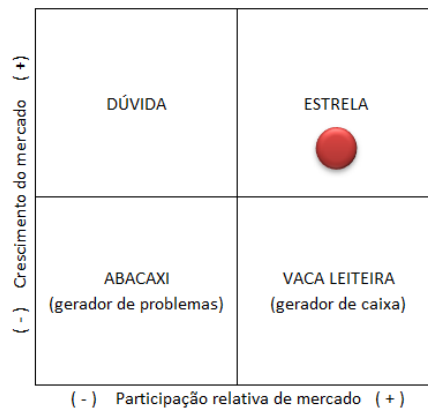 DÚVIDA
ESTRELA
ABACAXI
(gerador de problemas)
VACA LEITEIRA
(gerador de caixa)
( - ) Crescimento do mercado ( + )
( - ) Participação relativa de mercado ( + )